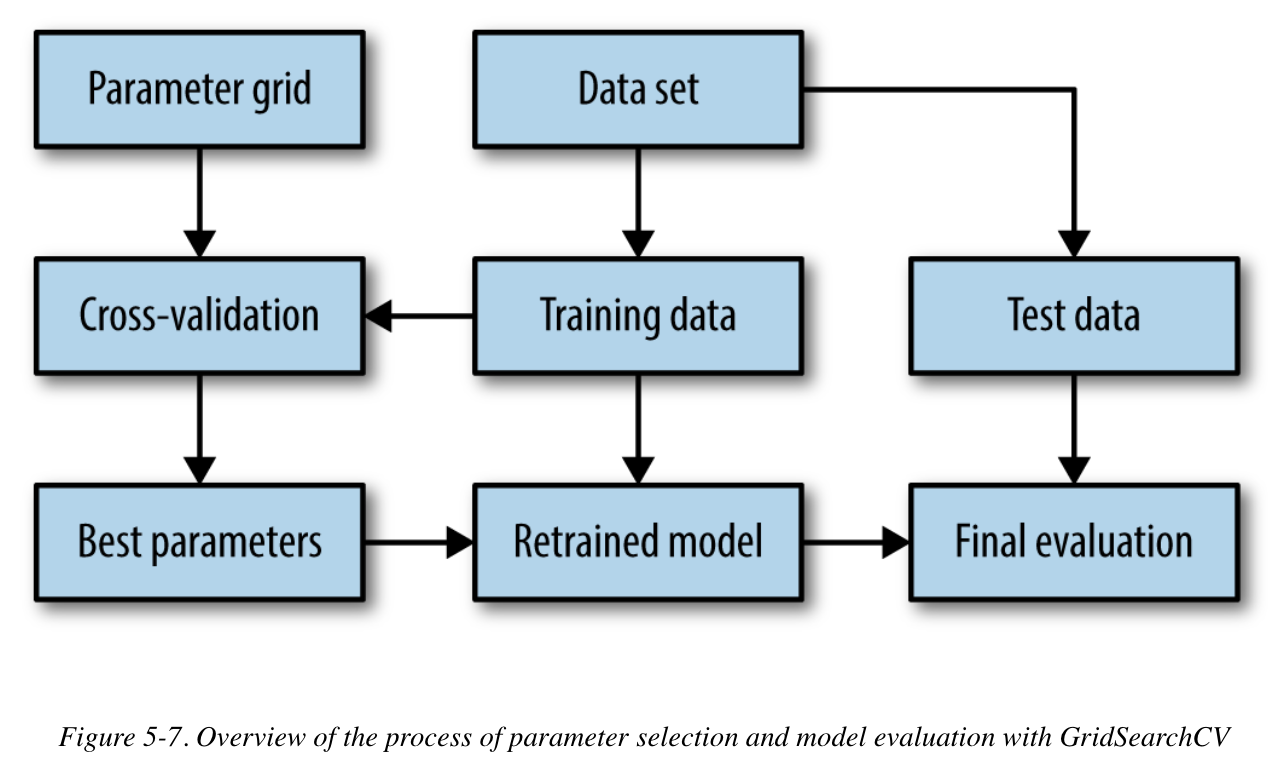 Parameter grid
Data set
Cross-validation
Training data
Test data
Best parameters
Retrained model
Final evaluation
Figure 5-7. Overview of the process of parameter selection and model evaluation with GridSearchCV